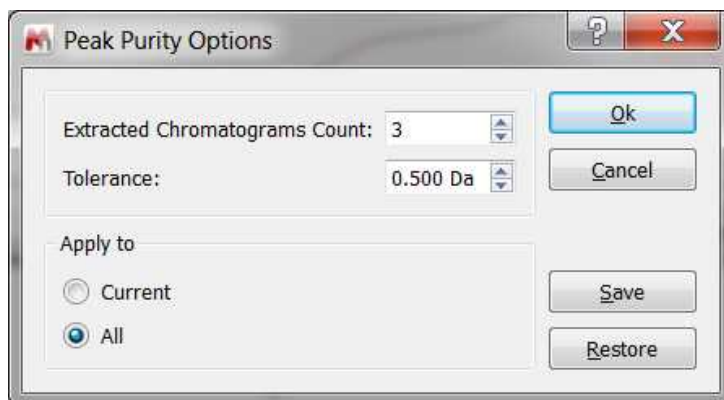 Peak Purity Options
Extracted Chromatograms Count: 3
Tolerance: 0.500 Da
Apply to
Current
All
Ok
Cancel
Save
Restore